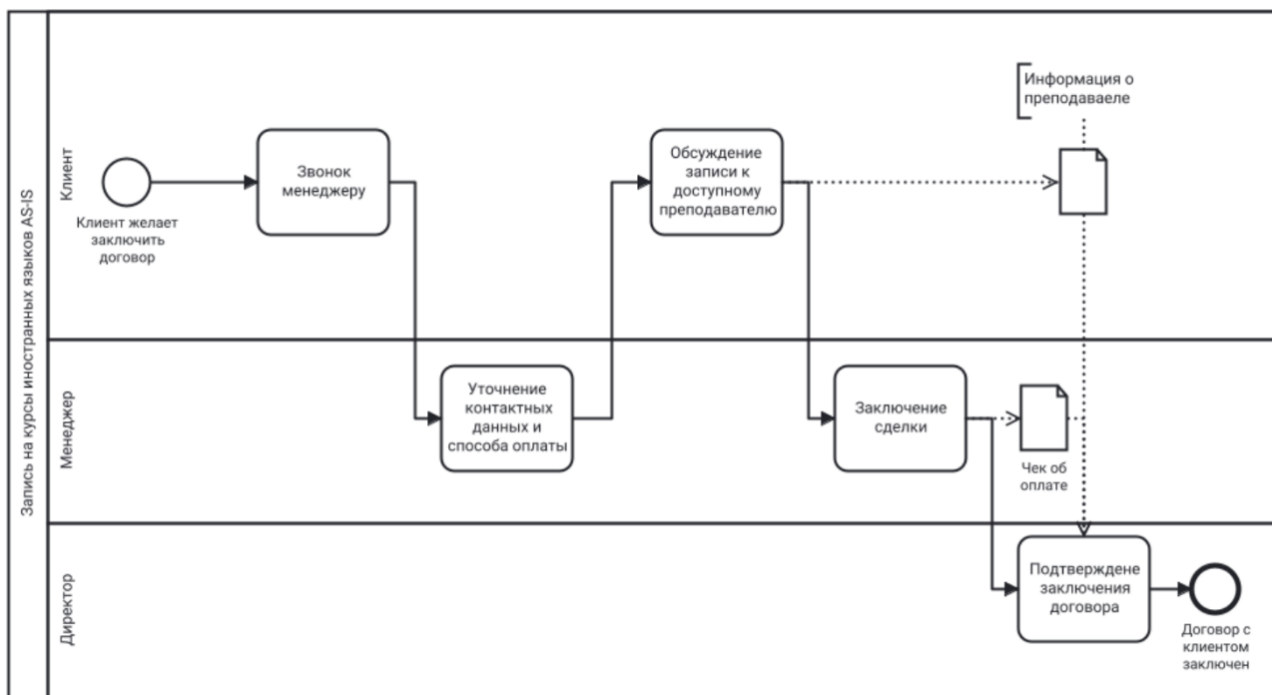 Запись на курсы иностранных языков AS-IS
Клиент
Клиент желает
заключить
договор
Звонок
менеджеру
Обсуждение
записи к
доступному
преподавателю
Информация о
преподаваеле
Менеджер
Уточнение
контактных
данных и
способа оплаты
Заключение
сделки
Чек об
оплате
Директор
Подтверждене
заключения
договора
Договор с
клиентом
заключен